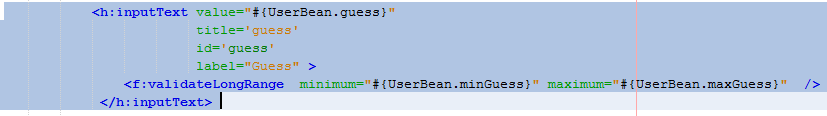 <h:inputText value="#{UserBean.guess}"
title='guess'
id='guess'
label="Guess" >
<f:validateLongRange  minimum="#{UserBean.minGuess}" maximum="#{UserBean.maxGuess}"  />
</h:inputText>